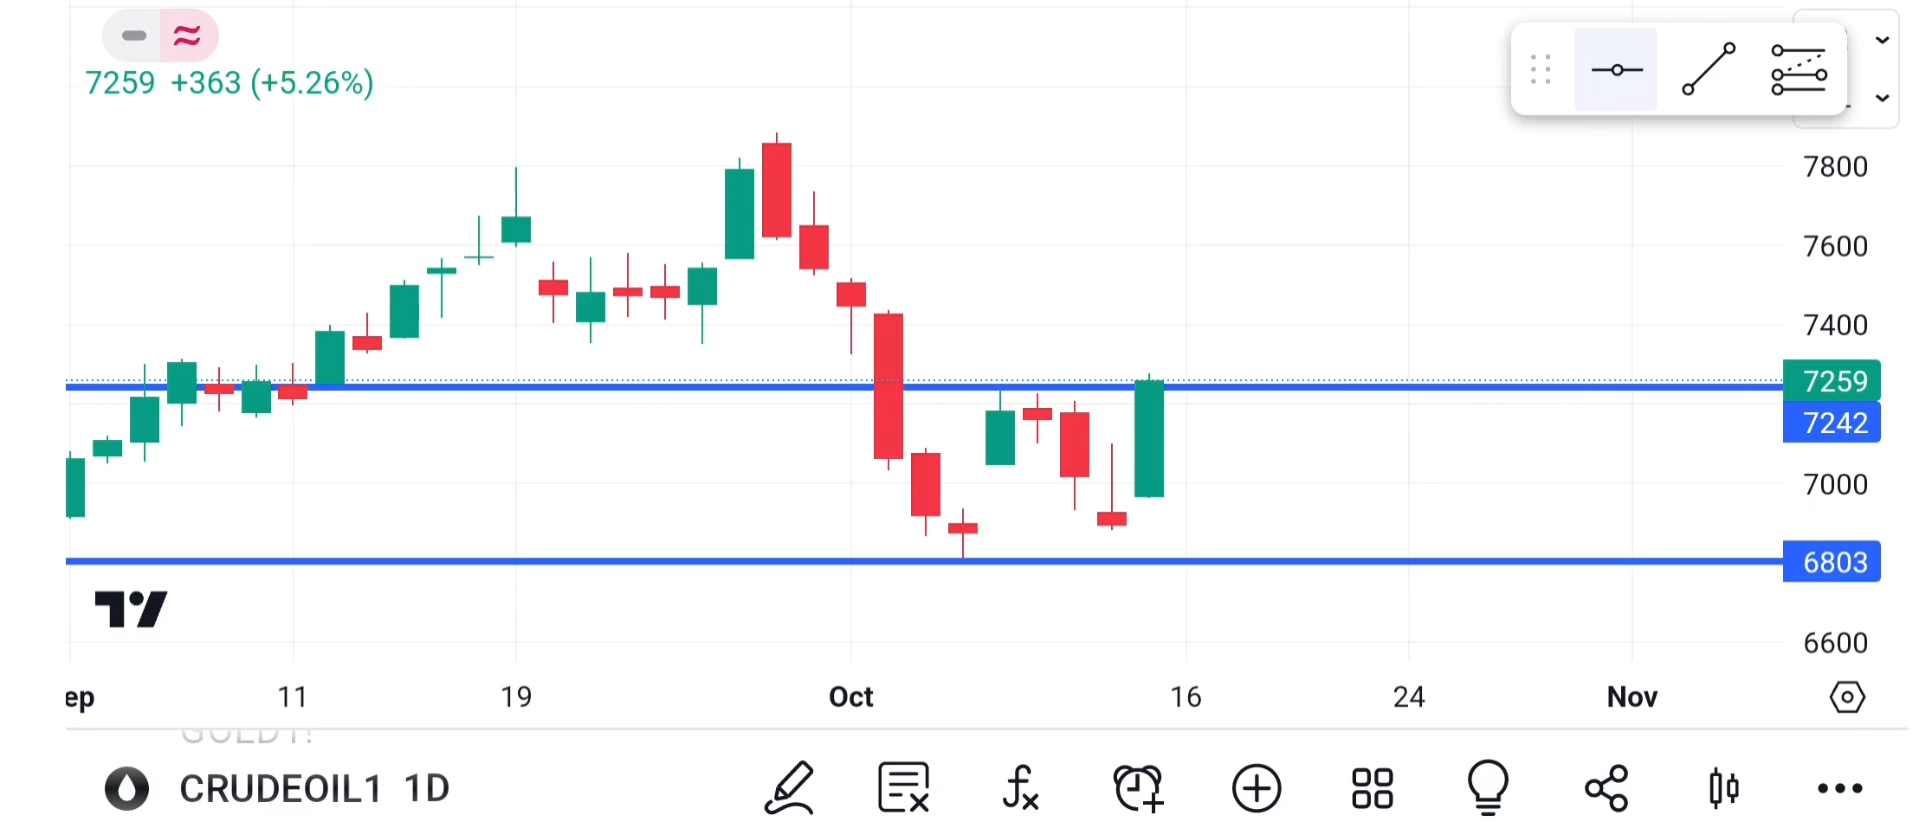 7259 +363 (+5.26%)
7800
7600
7400
7259
7242
7000
6803
6600
ep 11 19 Oct 16 24 Nov
CRUDEOIL1 1D